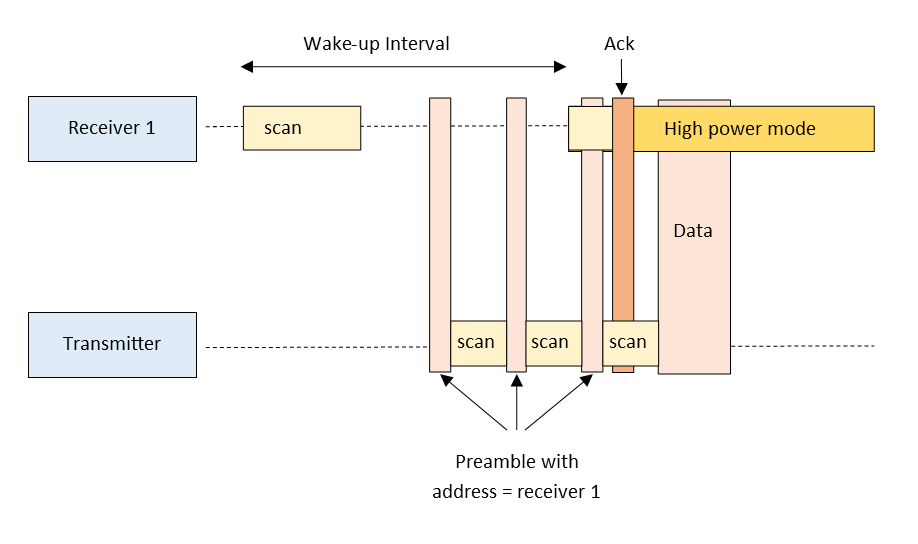 Wake-up Interval
Ack
Receiver 1
scan
High power mode
Data
Transmitter
scan
scan
scan
Preamble with
address = receiver 1